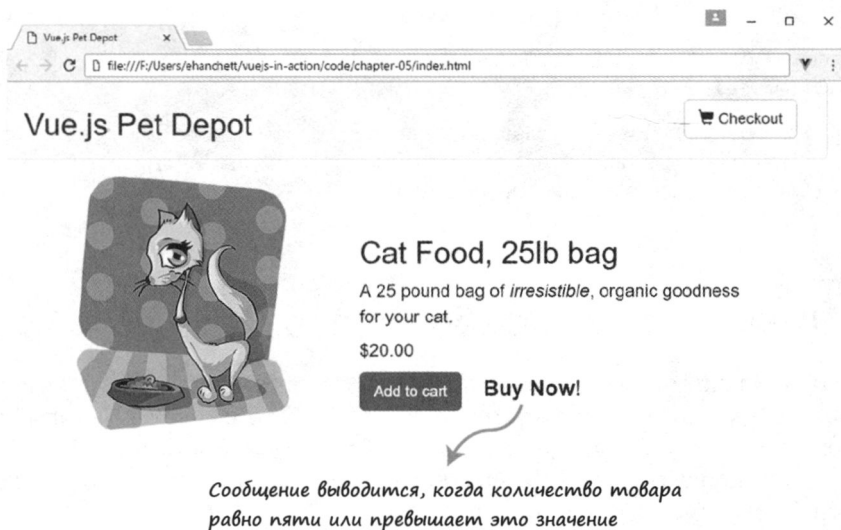 Vue.js Pet Depot
file:///F:/Users/ehanchett/vuejs-in-action/code/chapter-05/index.html
Vue.js Pet Depot
Checkout
Cat Food, 25lb bag
A 25 pound bag of irresistible, organic goodness
for your cat.
$20.00
Add to cart
Buy Now!
Сообщение выводится, когда количество товара
равно пяти или превышает это значение